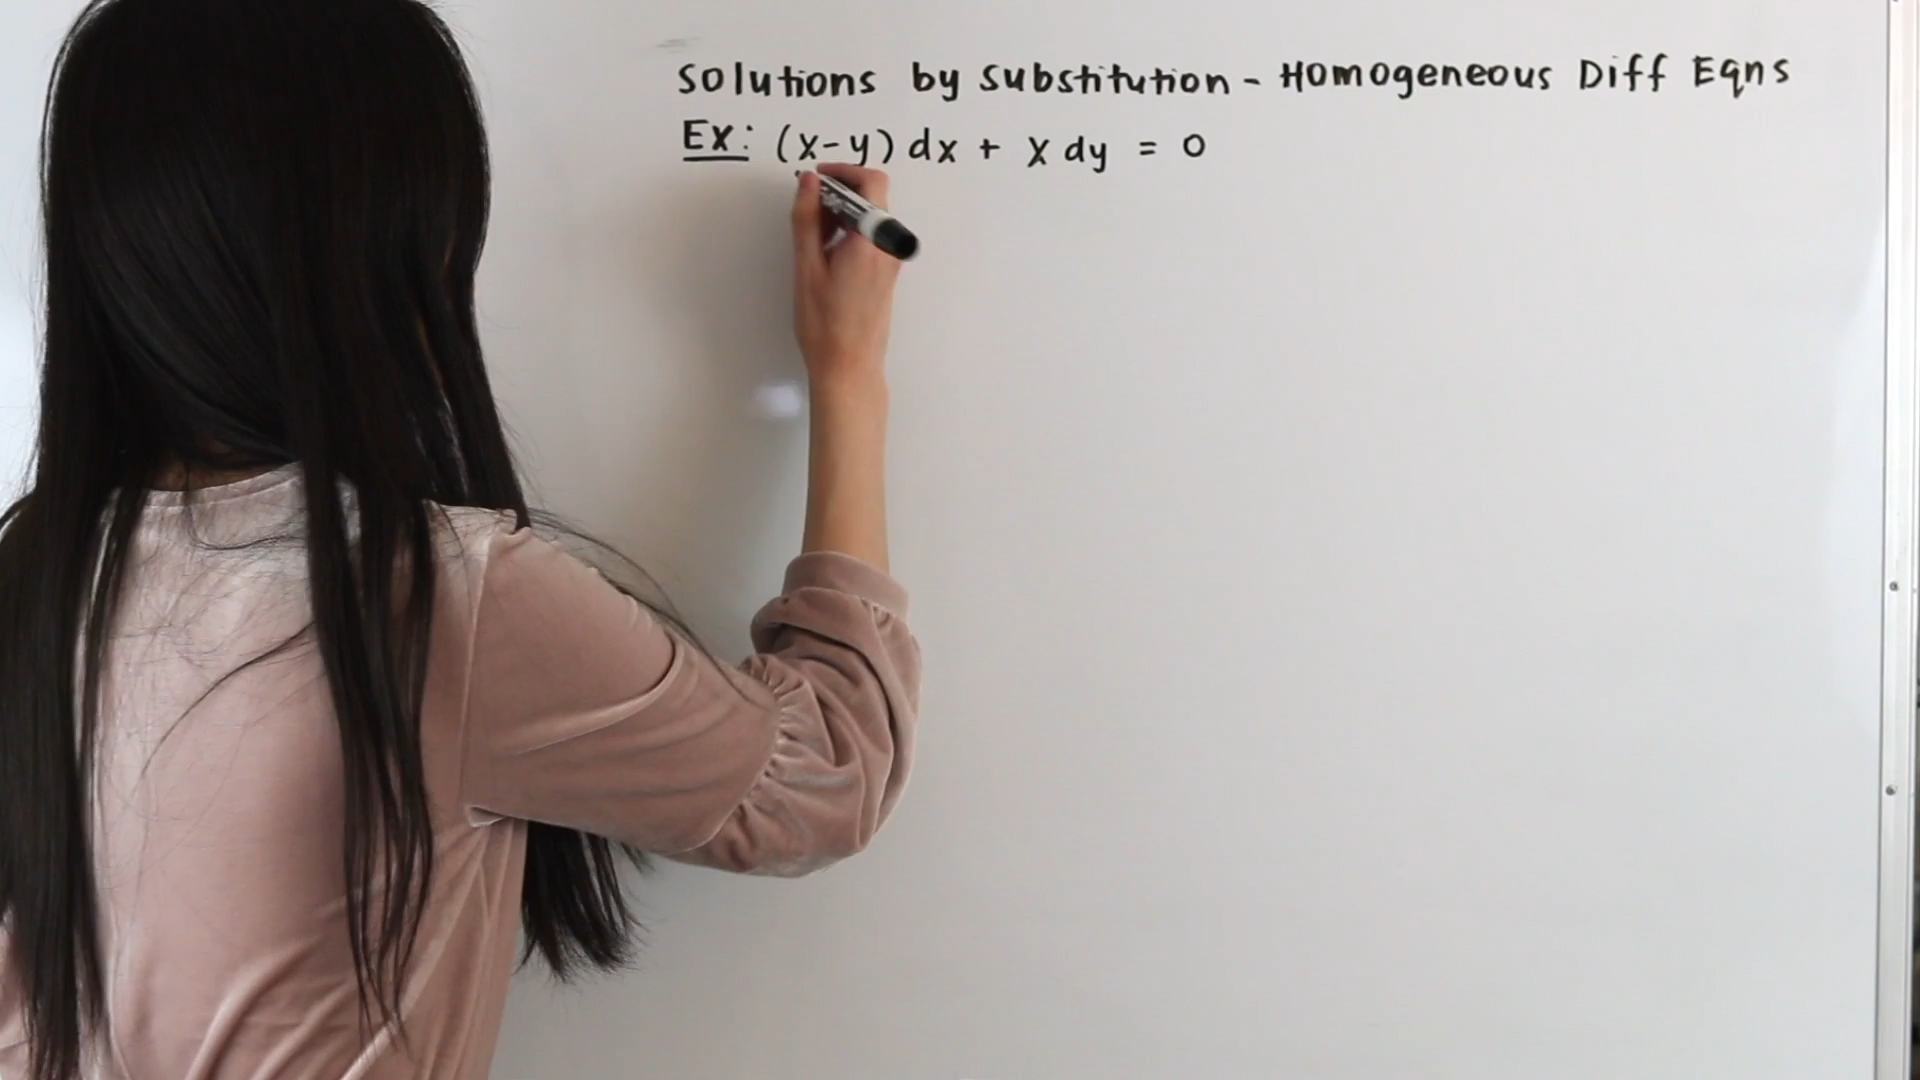 Solutions by Substitution - Homogeneous Diff Eqns
Ex: (x-y) dx + x dy = 0